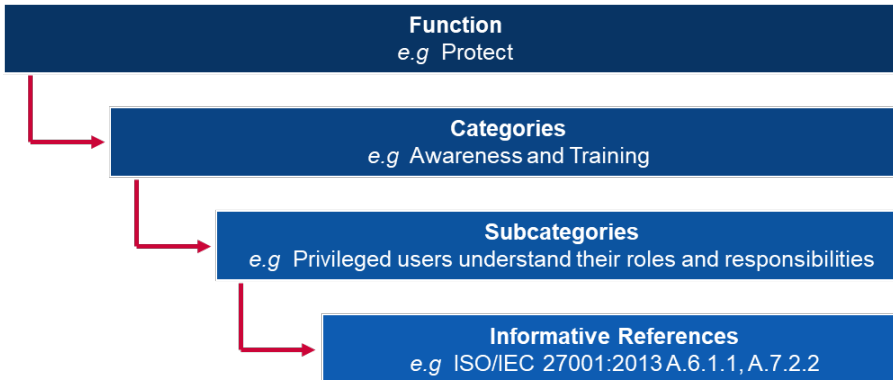 Function
e.g Protect
Categories
e.g Awareness and Training
Subcategories
e.g Privileged users understand their roles and responsibilities
Informative References
e.g ISO/IEC 27001:2013 A.6.1.1, A.7.2.2